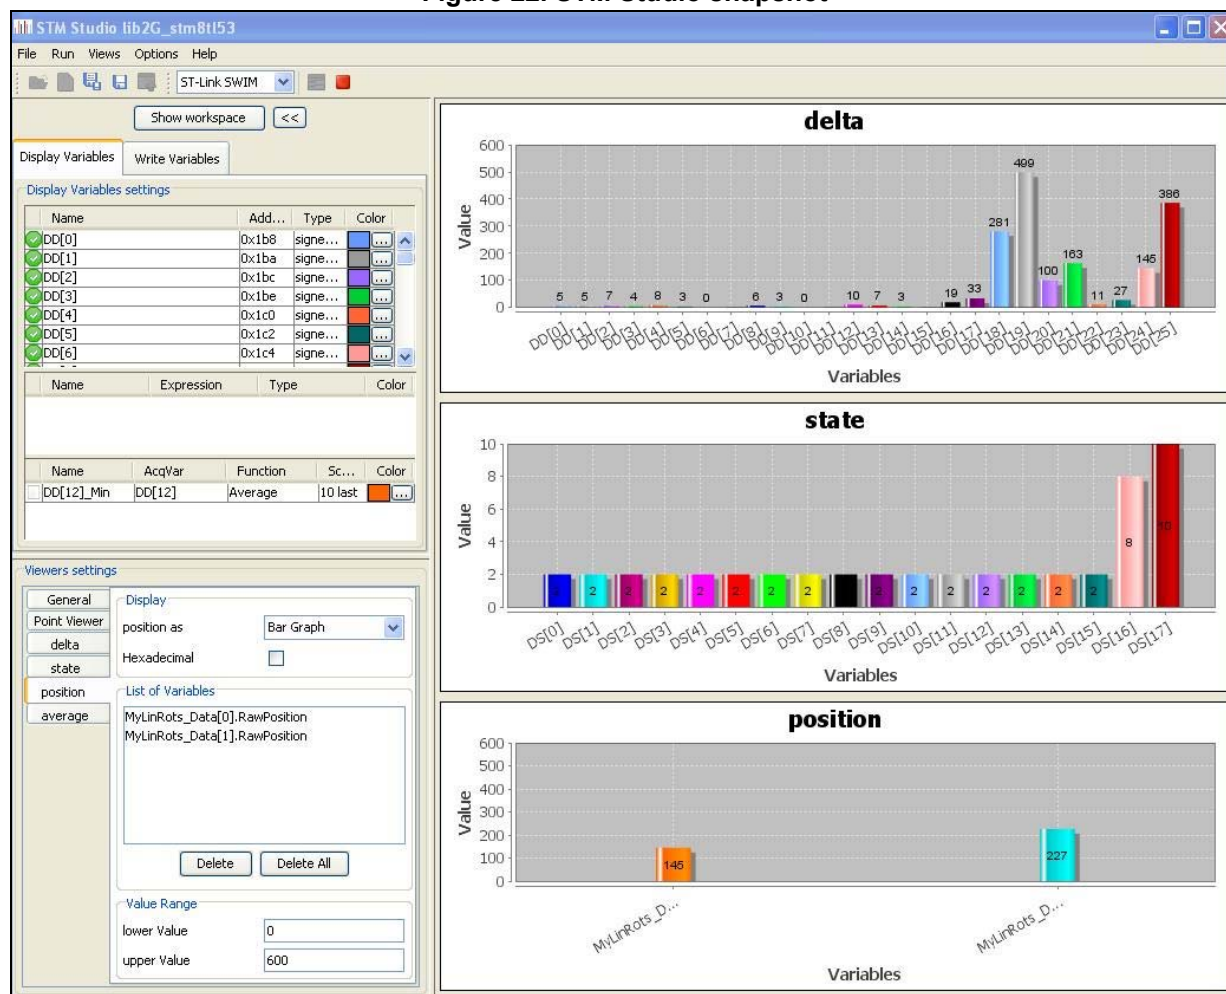 STM Studio lib2G_stm8tl53
File Run Views Options Help
ST-Link SWIM
Show workspace <<
Display Variables Write Variables
Display Variables settings
Name Add... Type Color
DD[0] 0x1b8 signe... ...
DD[1] 0x1ba signe... ...
DD[2] 0x1bc signe... ...
DD[3] 0x1be signe... ...
DD[4] 0x1c0 signe... ...
DD[5] 0x1c2 signe... ...
DD[6] 0x1c4 signe... ...
Name Expression Type Color
Name AcqVar Function Sc... Color
DD[12]_Min DD[12] Average 10 last ...
Viewers settings
General
Point Viewer
delta
state
position
average
Display
position as Bar Graph
Hexadecimal
List of Variables
MyLinRots_Data[0].RawPosition
MyLinRots_Data[1].RawPosition
Delete Delete All
Value Range
lower Value 0
upper Value 600
delta
Value
600
500
400
300
200
100
0
5 5 7 4 8 3 0 6 3 0 10 7 3 19 33 281 499 100 163 11 27 145 386
DD[0] DD[1] DD[2] DD[3] DD[4] DD[5] DD[6] DD[7] DD[8] DD[9] DD[10] DD[11] DD[12] DD[13] DD[14] DD[15] DD[16] DD[17] DD[18] DD[19] DD[20] DD[21] DD[22] DD[23] DD[24] DD[25]
Variables
state
Value
10
8
6
4
2
0
2 2 2 2 2 2 2 2 2 2 2 2 2 2 2 8 10
DS[0] DS[1] DS[2] DS[3] DS[4] DS[5] DS[6] DS[7] DS[8] DS[9] DS[10] DS[11] DS[12] DS[13] DS[14] DS[15] DS[16] DS[17]
Variables
position
Value
600
500
400
300
200
100
0
145 227
MyLinRots_D... MyLinRots_D...
Variables